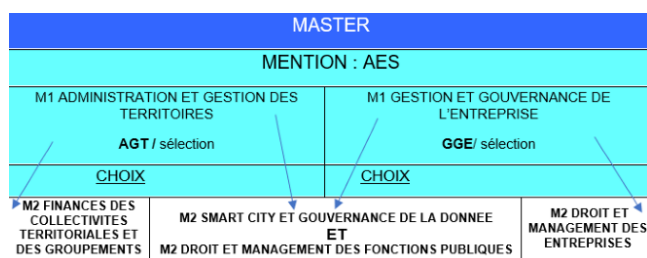 MASTER
MENTION : AES
M1 ADMINISTRATION ET GESTION DES
TERRITOIRES
AGT / sélection
M1 GESTION ET GOUVERNANCE DE
L'ENTREPRISE
GGE/ sélection
CHOIX
CHOIX
M2 FINANCES DES
COLLECTIVITES
TERRITORIALES ET
DES GROUPEMENTS
M2 SMART CITY ET GOUVERNANCE DE LA DONNEE
ET
M2 DROIT ET MANAGEMENT DES FONCTIONS PUBLIQUES
M2 DROIT ET
MANAGEMENT DES
ENTREPRISES